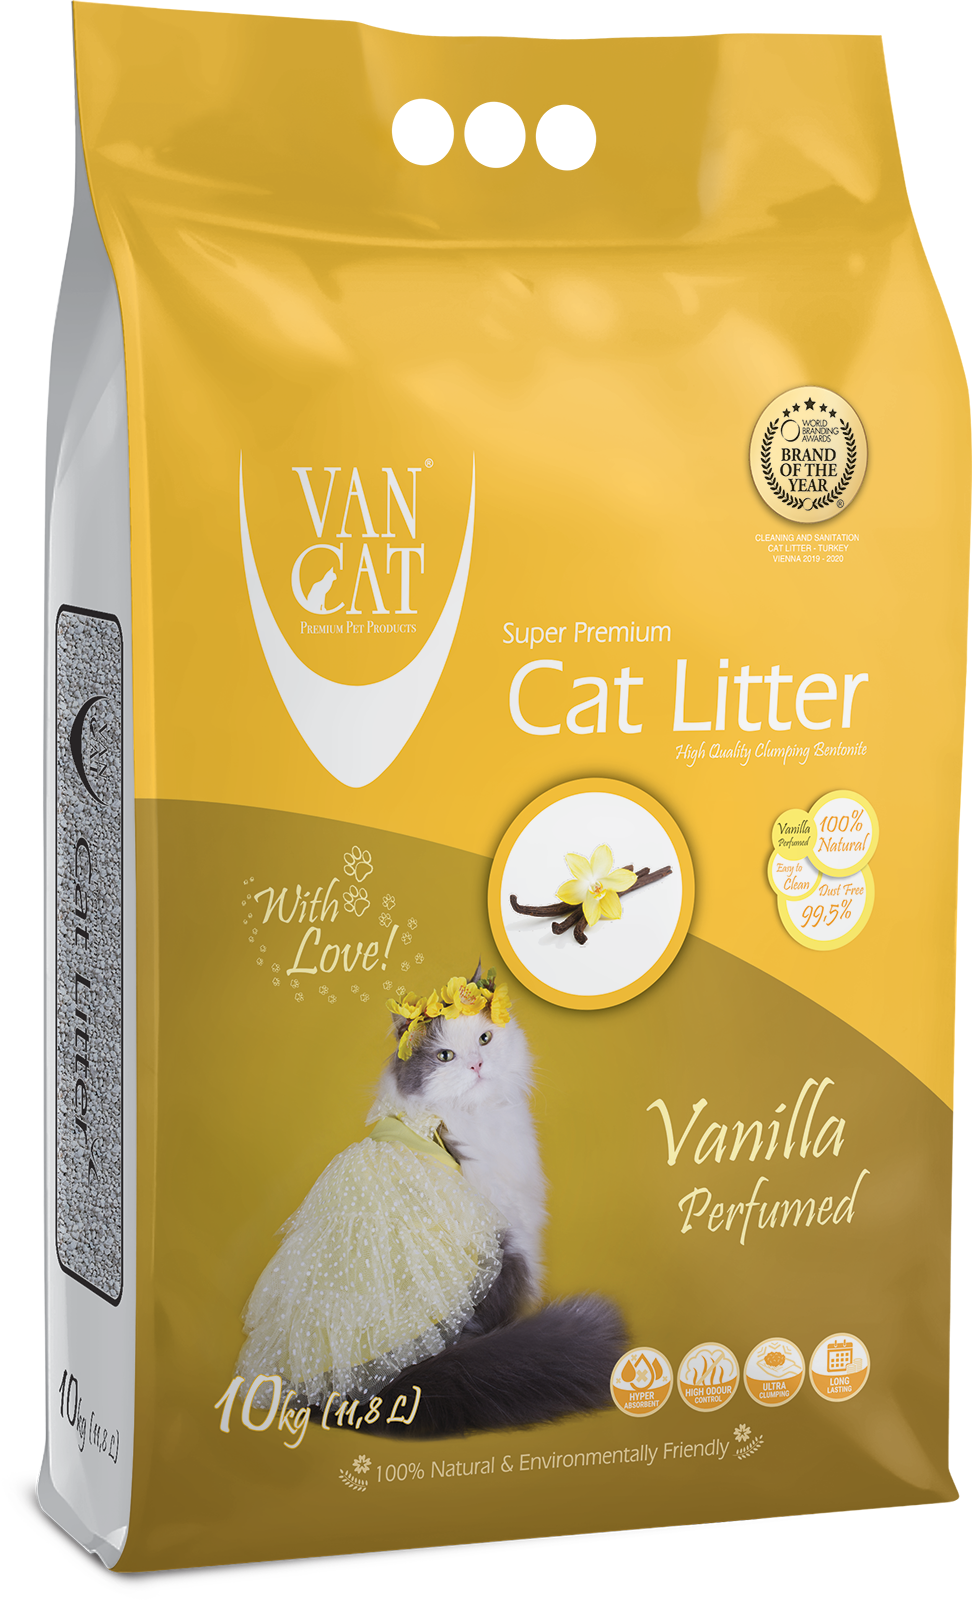 WORLD
BRANDING
AWARDS
BRAND
OF THE
YEAR
®
CLEANING AND SANITATION
CAT LITTER - TURKEY
VIENNA 2019 - 2020
VAN®
CAT
PREMIUM PET PRODUCTS
Super Premium
Cat Litter
High Quality Clumping Bentonite
Vanilla
Perfumed
100%
Natural
Easy to
Clean
Dust Free
99,5%
With
Love!
Vanilla
Perfumed
10kg (11,8 L)
HYPER
ABSORBENT
HIGH ODOUR
CONTROL
ULTRA
CLUMPING
LONG
LASTING
100% Natural & Environmentally Friendly
VAN
CAT
Cat Litter
10kg (11,8 L)